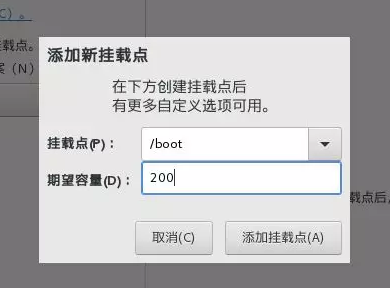 C）。
挂载点。
案（N）
添加新挂载点
在下方创建挂载点后
有更多自定义选项可用。
挂载点(P)：
/boot
期望容量(D)：
200
载点后,
取消(C)
添加挂载点(A)